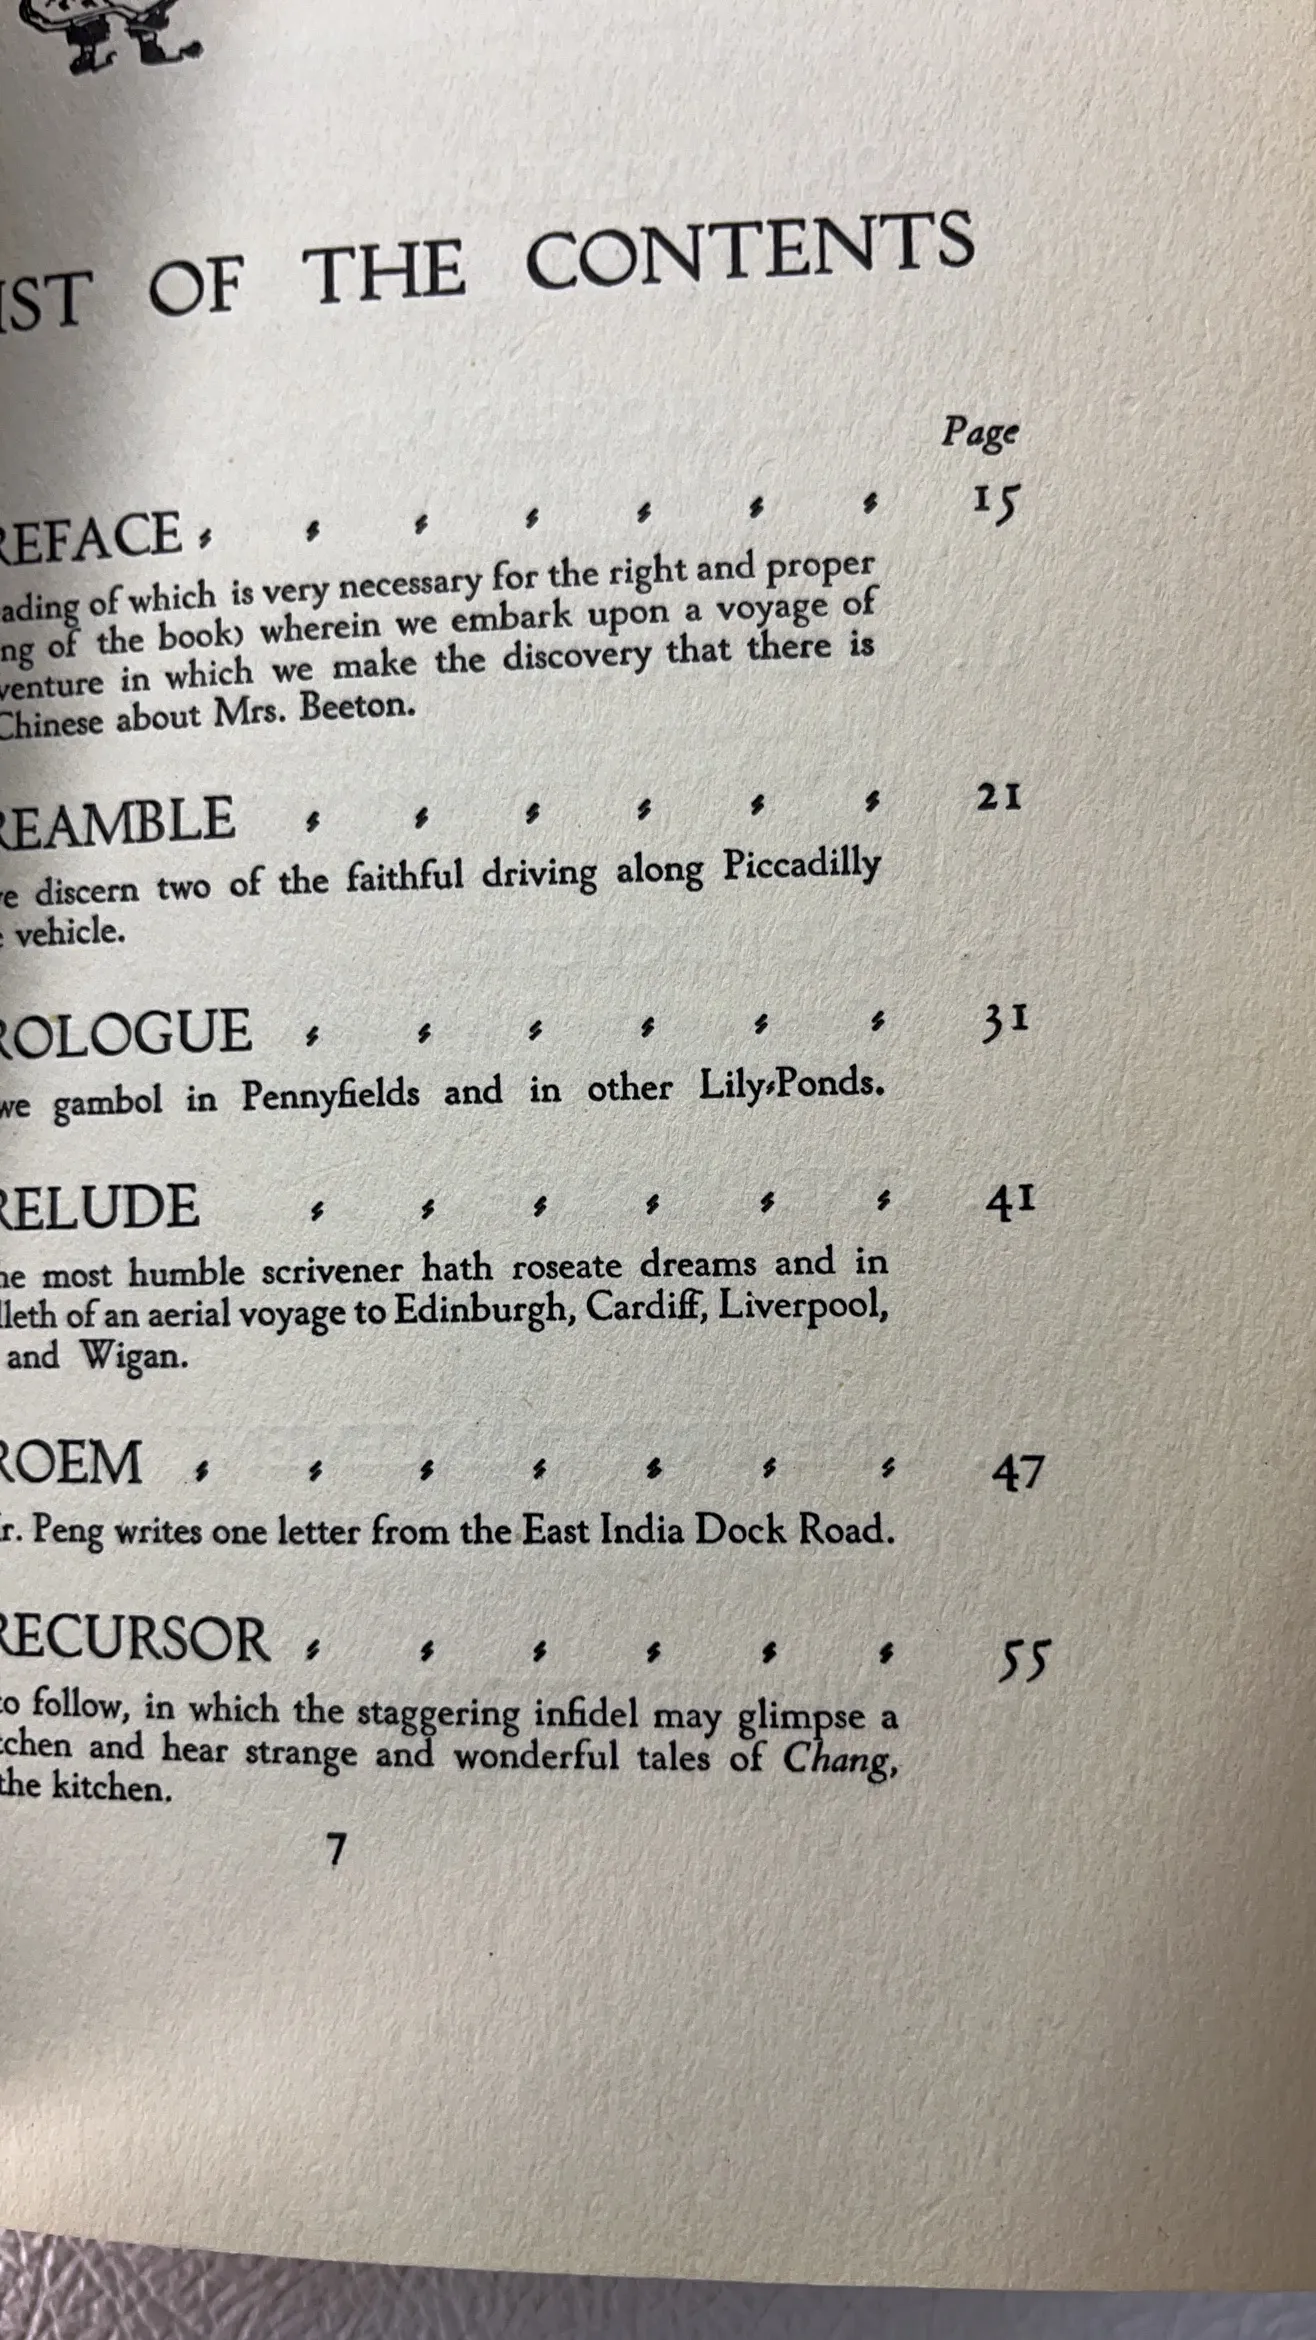 IST OF THE CONTENTS
Page
REFACE 15
ading of which is very necessary for the right and proper
ng of the book) wherein we embark upon a voyage of
venture in which we make the discovery that there is
Chinese about Mrs. Beeton.
REAMBLE 21
e discern two of the faithful driving along Piccadilly
vehicle.
ROLOGUE 31
we gambol in Pennyfields and in other Lily-Ponds.
RELUDE 41
he most humble scrivener hath roseate dreams and in
lleth of an aerial voyage to Edinburgh, Cardiff, Liverpool,
and Wigan.
ROEM 47
r. Peng writes one letter from the East India Dock Road.
RECURSOR 55
to follow, in which the staggering infidel may glimpse a
tchen and hear strange and wonderful tales of Chang,
the kitchen.
7